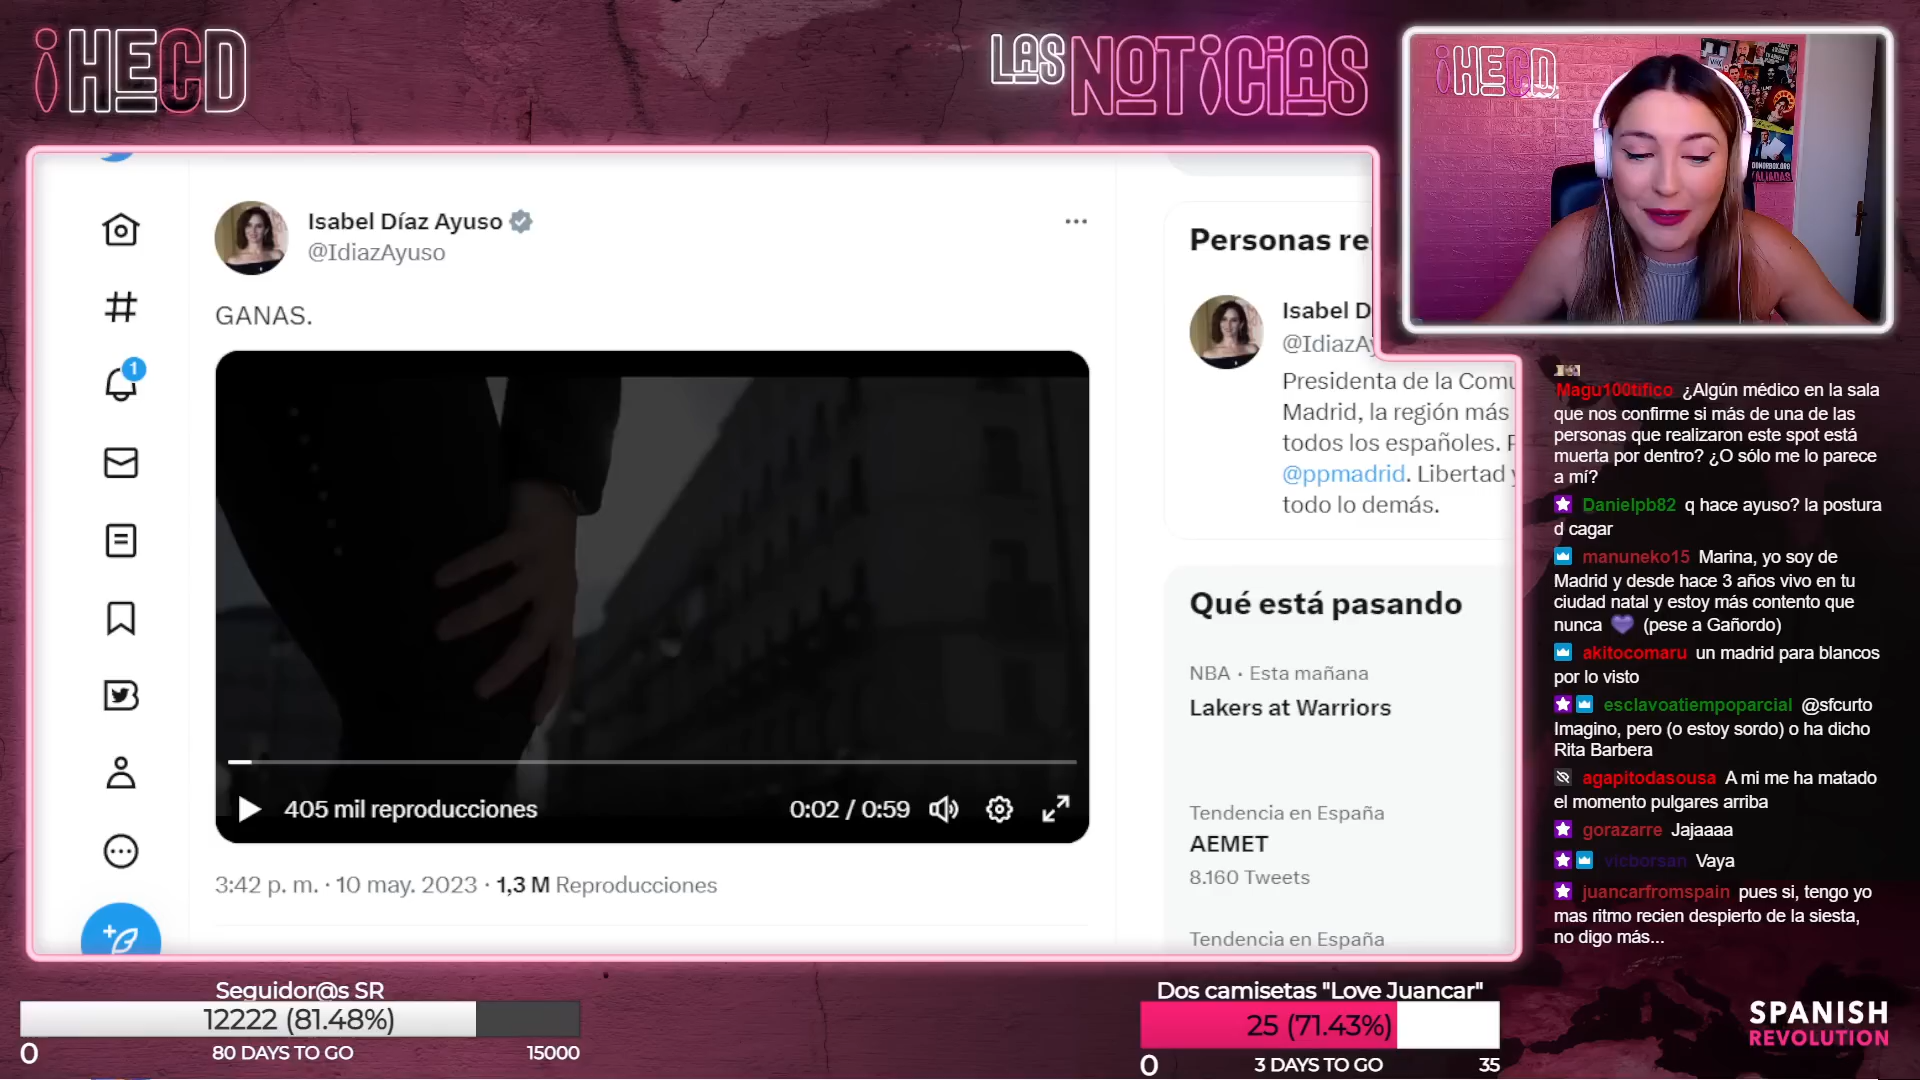 ¡HECD
LAS NOTICIAS
¡HECD
Isabel Díaz Ayuso
@IdiazAyuso
GANAS.
405 mil reproducciones
0:02 / 0:59
3:42 p. m. · 10 may. 2023 · 1,3 M Reproducciones
1
Personas re
Isabel D
@IdiazAy
Presidenta de la Comu
Madrid, la región más
todos los españoles. P
@ppmadrid. Libertad y
todo lo demás.
Qué está pasando
NBA · Esta mañana
Lakers at Warriors
Tendencia en España
AEMET
8.160 Tweets
Tendencia en España
Magu100tifico ¿Algún médico en la sala
que nos confirme si más de una de las
personas que realizaron este spot está
muerta por dentro? ¿O sólo me lo parece
a mí?
Danielpb82 q hace ayuso? la postura
d cagar
manuneko15 Marina, yo soy de
Madrid y desde hace 3 años vivo en tu
ciudad natal y estoy más contento que
nunca 💜 (pese a Gañordo)
akitocomaru un madrid para blancos
por lo visto
esclavoatiempoparcial @sfcurto
Imagino, pero (o estoy sordo) o ha dicho
Rita Barbera
agapitodasousa A mi me ha matado
el momento pulgares arriba
gorazarre Jajaaaa
vicborsan Vaya
juancarfromspain pues si, tengo yo
mas ritmo recien despierto de la siesta,
no digo más...
Seguidor@s SR
12222 (81.48%)
0 80 DAYS TO GO 15000
Dos camisetas "Love Juancar"
25 (71.43%)
0 3 DAYS TO GO 35
SPANISH
REVOLUTION